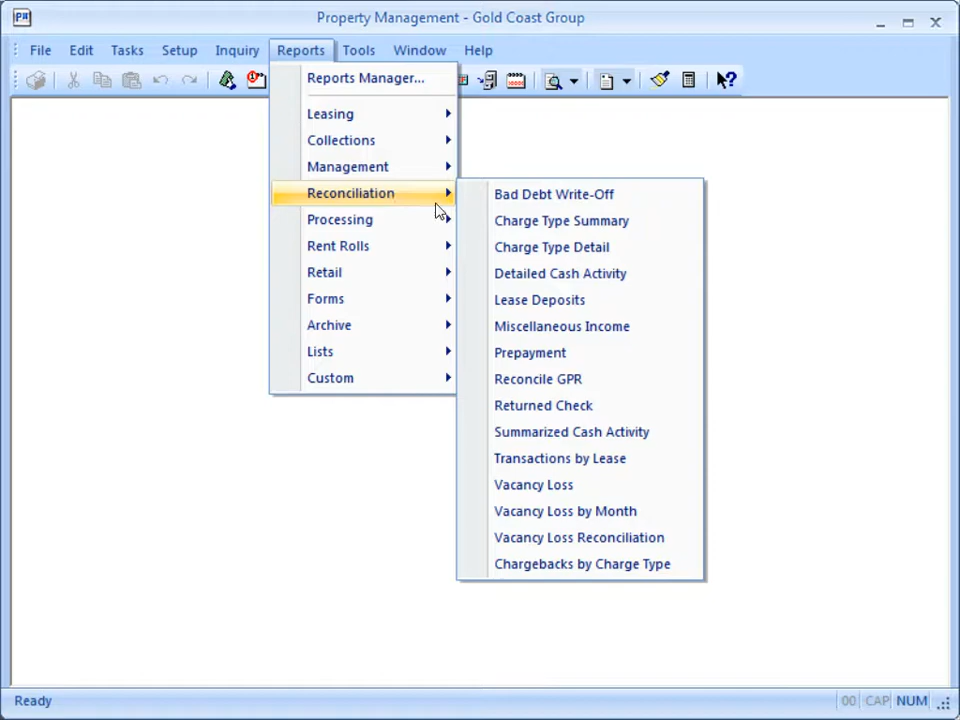 Property Management - Gold Coast Group
File Edit Tasks Setup Inquiry Reports Tools Window Help
Reports Manager...
Leasing
Collections
Management
Reconciliation
Processing
Rent Rolls
Retail
Forms
Archive
Lists
Custom
Bad Debt Write-Off
Charge Type Summary
Charge Type Detail
Detailed Cash Activity
Lease Deposits
Miscellaneous Income
Prepayment
Reconcile GPR
Returned Check
Summarized Cash Activity
Transactions by Lease
Vacancy Loss
Vacancy Loss by Month
Vacancy Loss Reconciliation
Chargebacks by Charge Type
Ready 00 CAP NUM